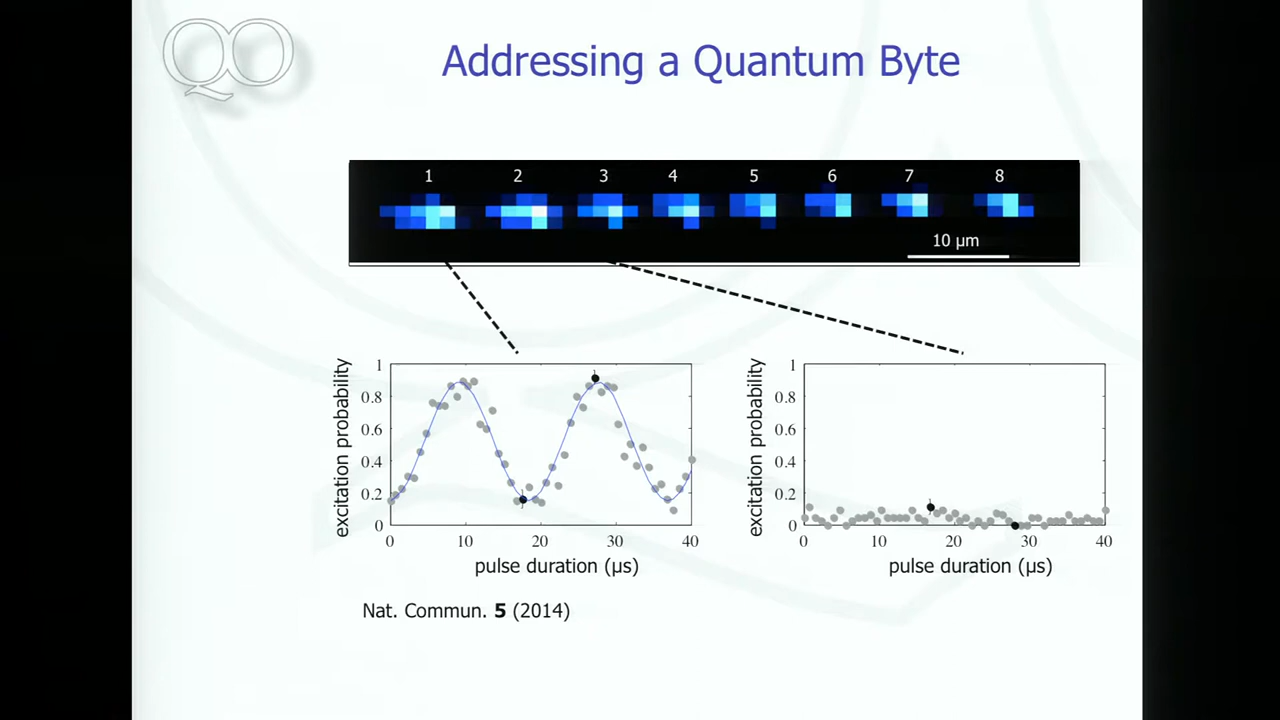 QO
Addressing a Quantum Byte
1 2 3 4 5 6 7 8
10 µm
excitation probability
1
0.8
0.6
0.4
0.2
0
0 10 20 30 40
pulse duration (µs)
excitation probability
1
0.8
0.6
0.4
0.2
0
0 10 20 30 40
pulse duration (µs)
Nat. Commun. 5 (2014)